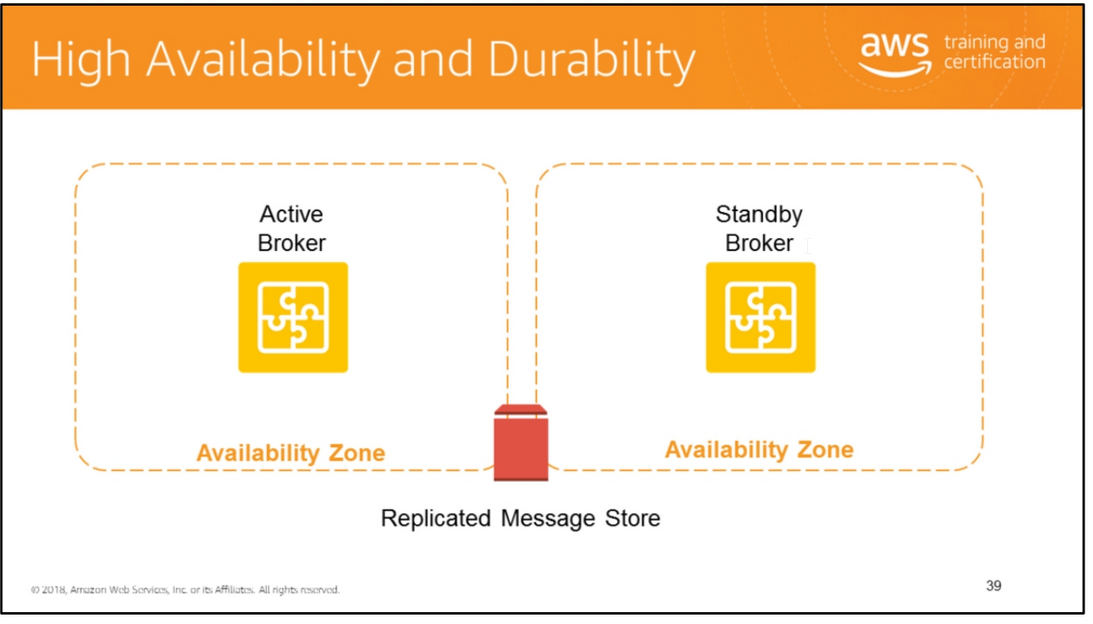 High Availability and Durability
aws training and
certification
Active
Broker
Standby
Broker
Availability Zone
Availability Zone
Replicated Message Store
© 2018, Amazon Web Services, Inc. or its Affiliates. All rights reserved.
39